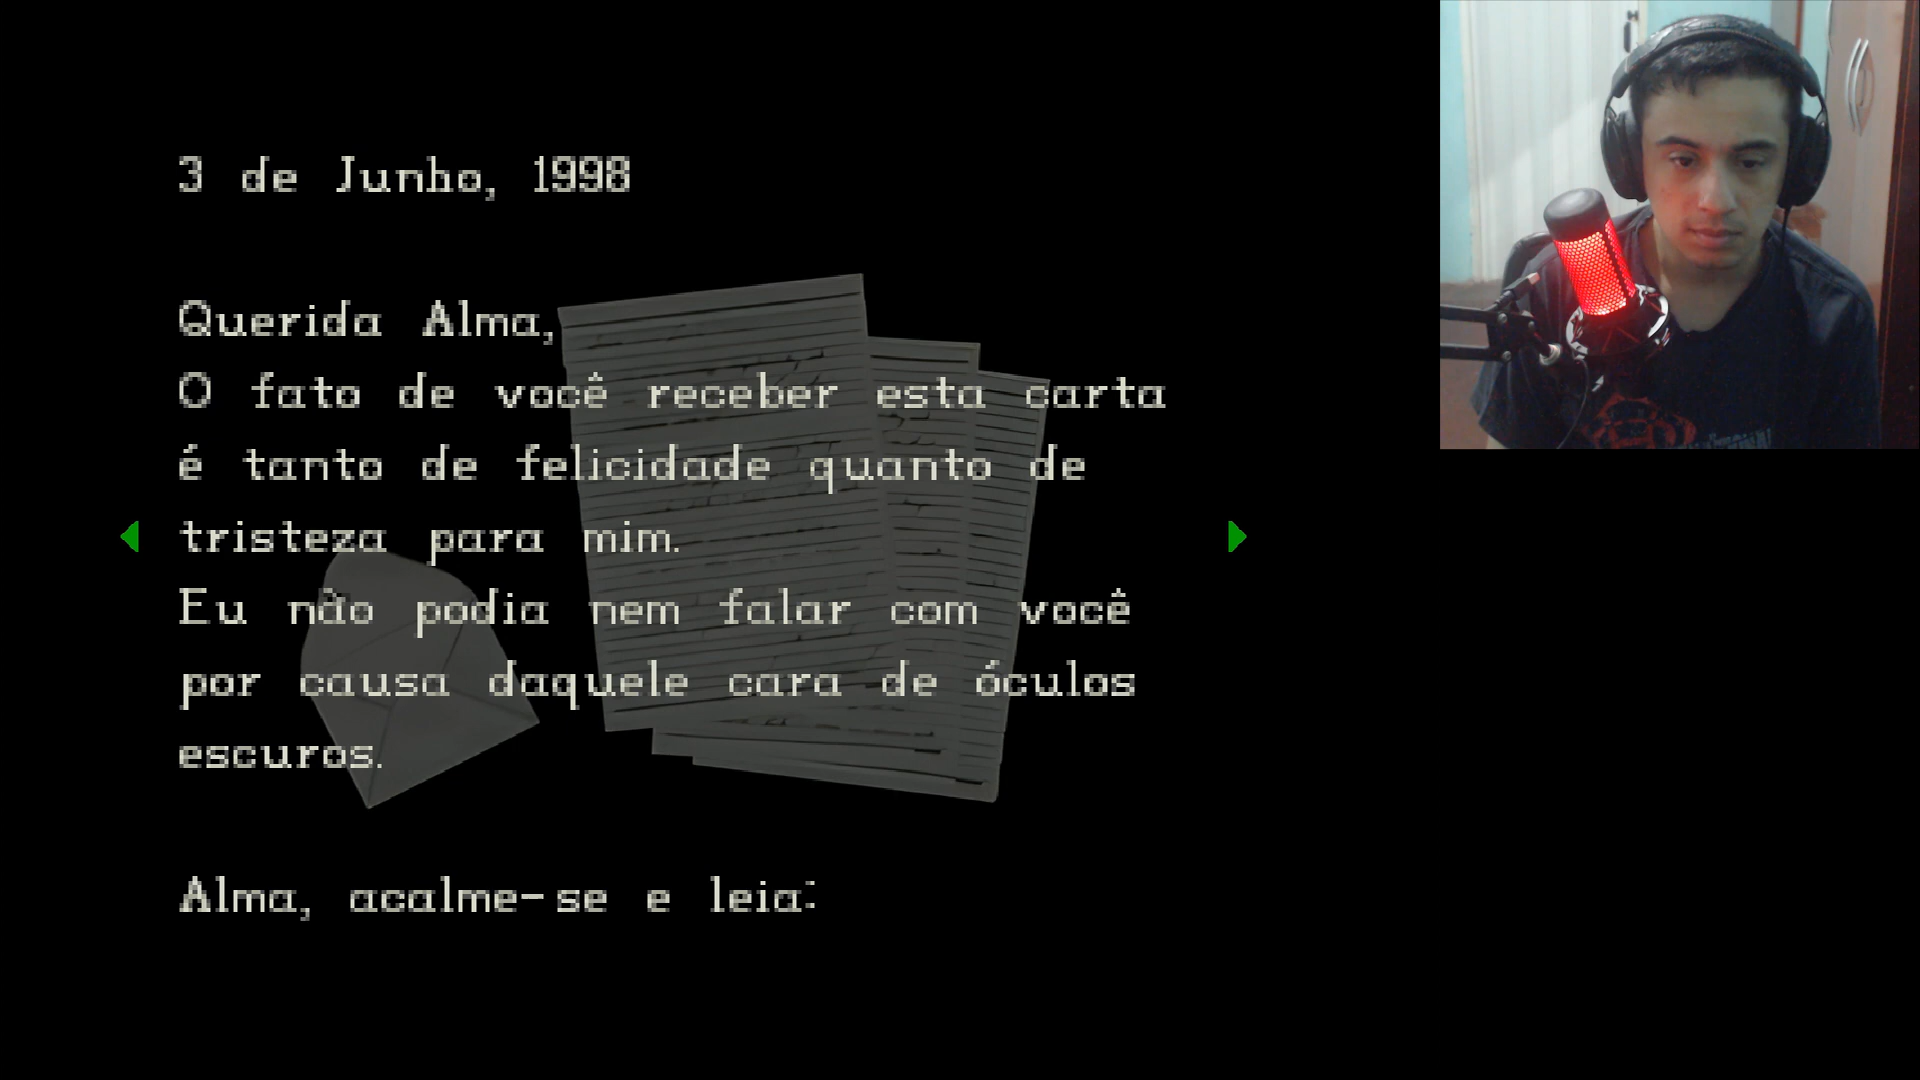 3 de Junho, 1998
Querida Alma,
O fato de você receber esta carta
é tanto de felicidade quanto de
tristeza para mim.
Eu não podia nem falar com você
por causa daquele cara de óculos
escuros.
Alma, acalme-se e leia: